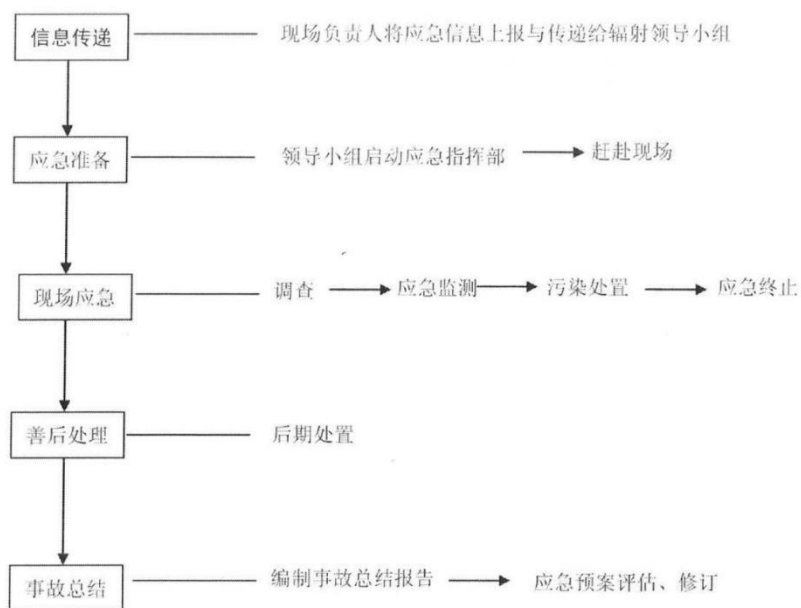 信息传递 现场负责人将应急信息上报与传递给辐射领导小组
应急准备 领导小组启动应急指挥部 赶赴现场
现场应急 调查 应急监测 污染处置 应急终止
善后处理 后期处置
事故总结 编制事故总结报告 应急预案评估、修订